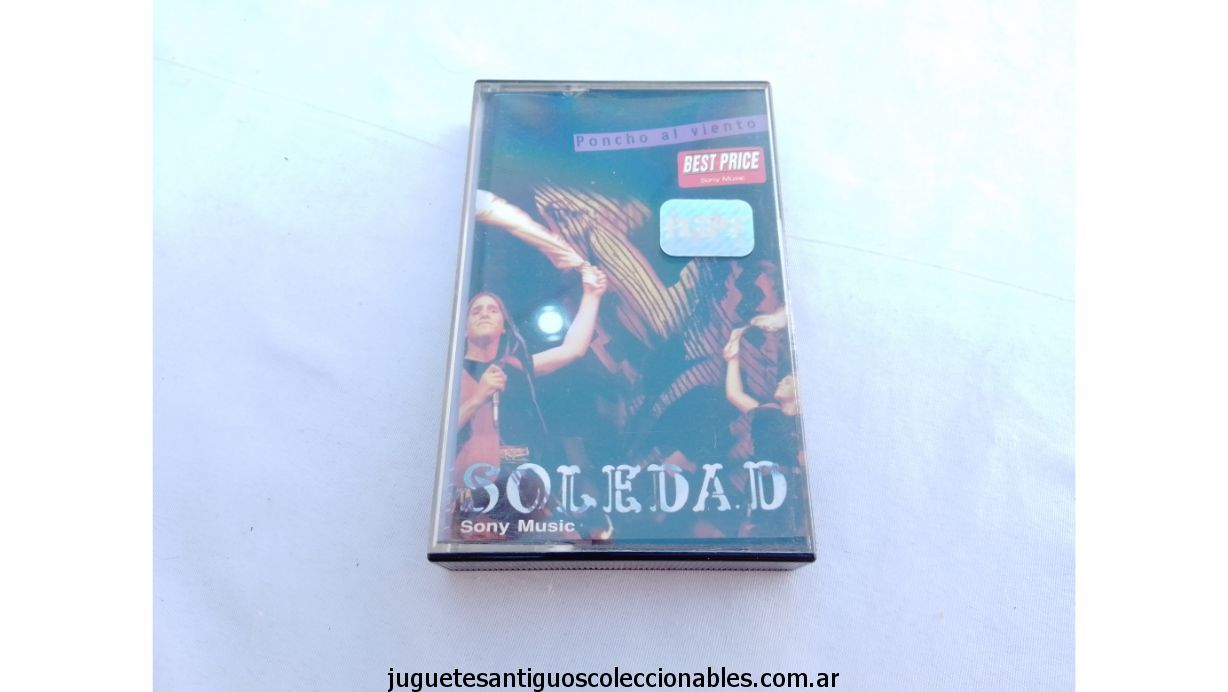 Poncho al viento
BEST PRICE
Sony Music
SOLEDAD
Sony Music
juguetesantiguoscoleccionables.com.ar